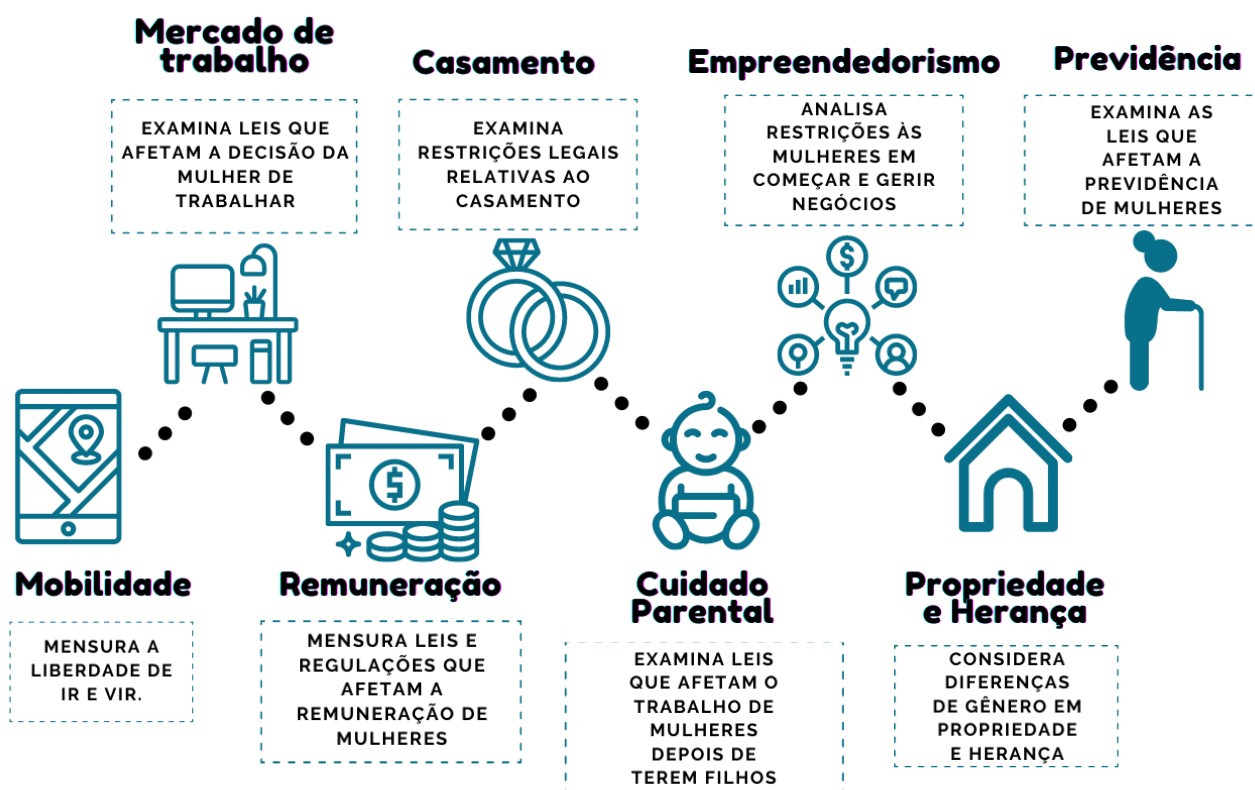 Mercado de
trabalho
EXAMINA LEIS QUE
AFETAM A DECISÃO DA
MULHER DE
TRABALHAR
Casamento
EXAMINA
RESTRIÇÕES LEGAIS
RELATIVAS AO
CASAMENTO
Empreendedorismo
ANALISA
RESTRIÇÕES ÀS
MULHERES EM
COMEÇAR E GERIR
NEGÓCIOS
Previdência
EXAMINA AS
LEIS QUE
AFETAM A
PREVIDÊNCIA
DE MULHERES
Mobilidade
MENSURA A
LIBERDADE DE
IR E VIR.
Remuneração
MENSURA LEIS E
REGULAÇÕES QUE
AFETAM A
REMUNERAÇÃO DE
MULHERES
Cuidado
Parental
EXAMINA LEIS
QUE AFETAM O
TRABALHO DE
MULHERES
DEPOIS DE
TEREM FILHOS
Propriedade
e Herança
CONSIDERA
DIFERENÇAS
DE GÊNERO EM
PROPRIEDADE
E HERANÇA